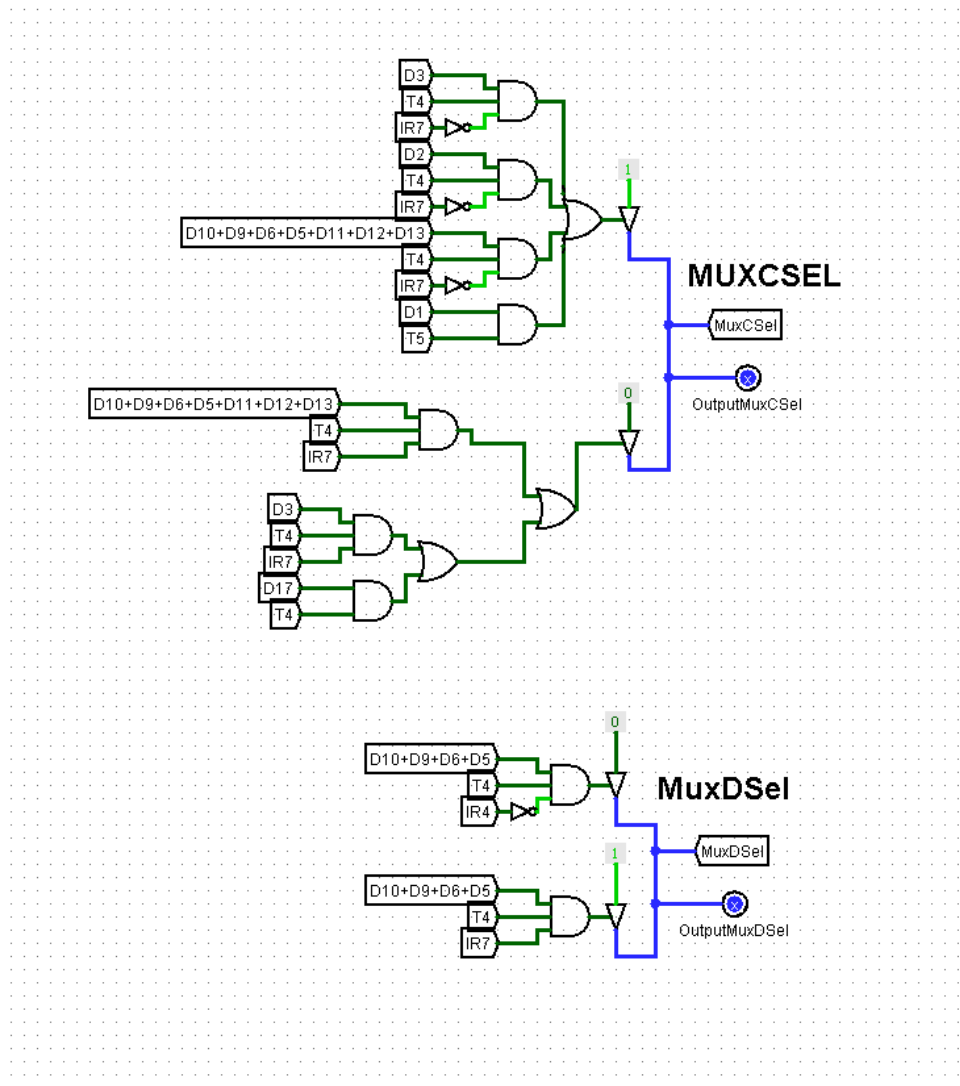 D3
T4
IR7
D2
T4
IR7
D10+D9+D6+D5+D11+D12+D13
T4
IR7
D1
T5
1
MUXCSEL
MuxCSel
x
OutputMuxCSel
0
D10+D9+D6+D5+D11+D12+D13
T4
IR7
D3
T4
IR7
D17
T4
0
D10+D9+D6+D5
T4
IR4
MuxDSel
MuxDSel
1
D10+D9+D6+D5
T4
IR7
x
OutputMuxDSel